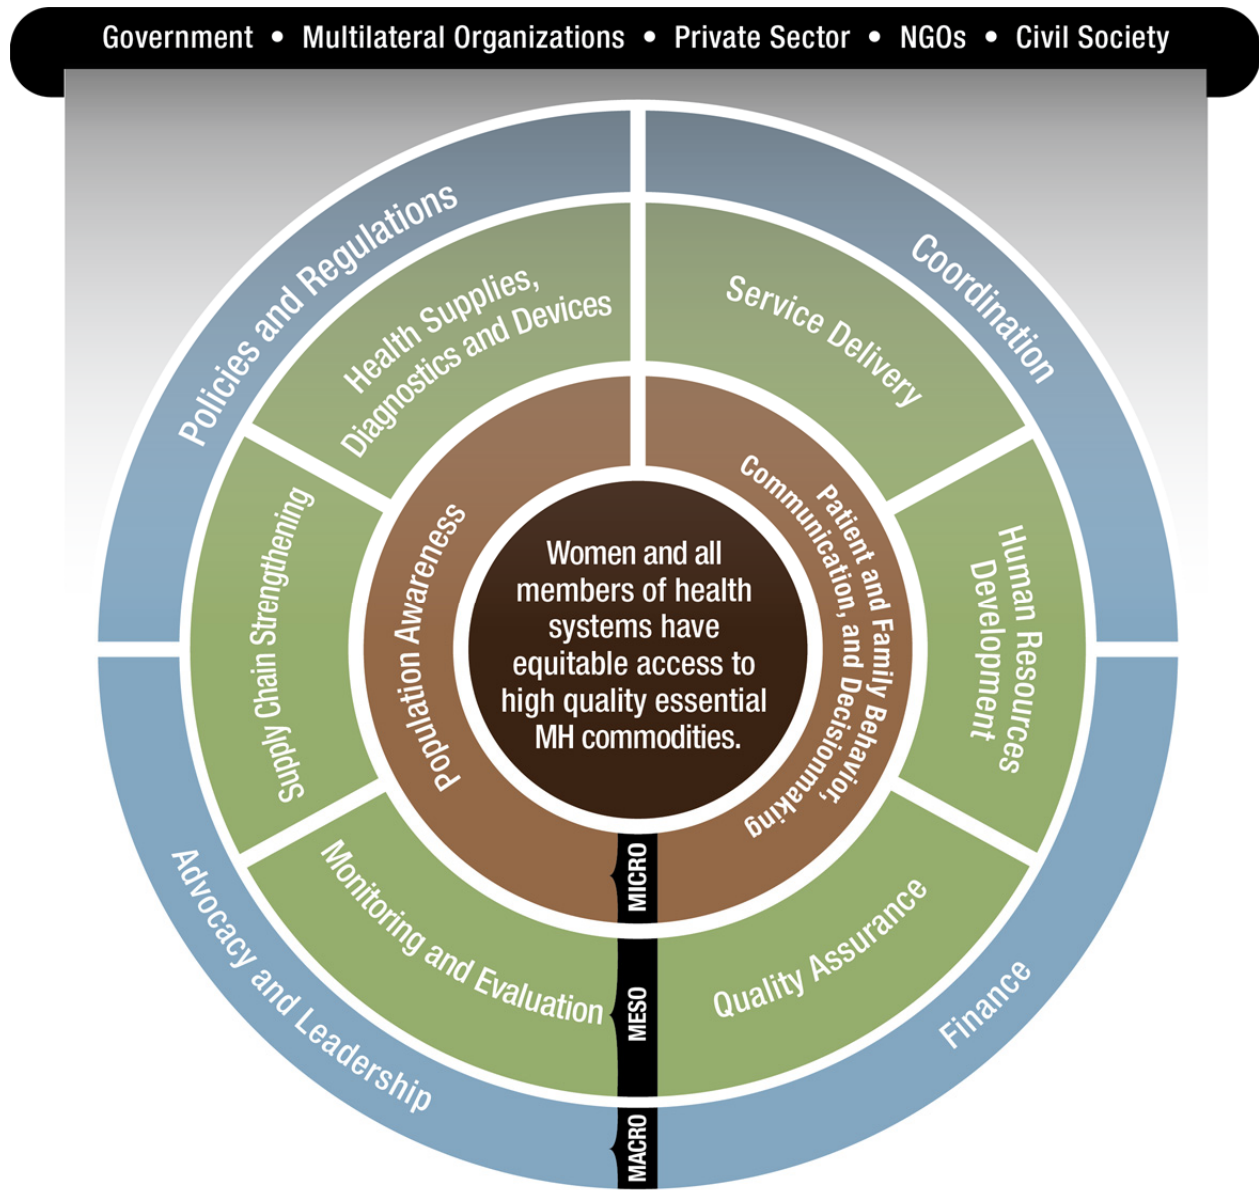 Government • Multilateral Organizations • Private Sector • NGOs • Civil Society
Policies and Regulations
Coordination
Health Supplies,
Diagnostics and Devices
Service Delivery
Supply Chain Strengthening
Human Resources
Development
Population Awareness
Patient and Family Behavior,
Communication, and Decisionmaking
Women and all
members of health
systems have
equitable access to
high quality essential
MH commodities.
Monitoring and Evaluation
Quality Assurance
Advocacy and Leadership
Finance
MICRO
MESO
MACRO